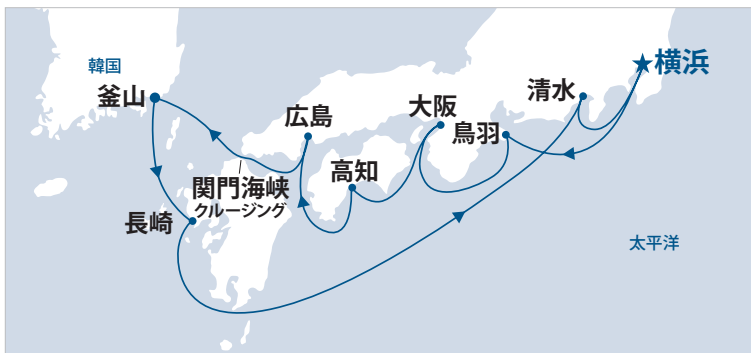 韓国
釜山
広島
大阪
清水
★横浜
鳥羽
高知
関門海峡
クルージング
長崎
太平洋